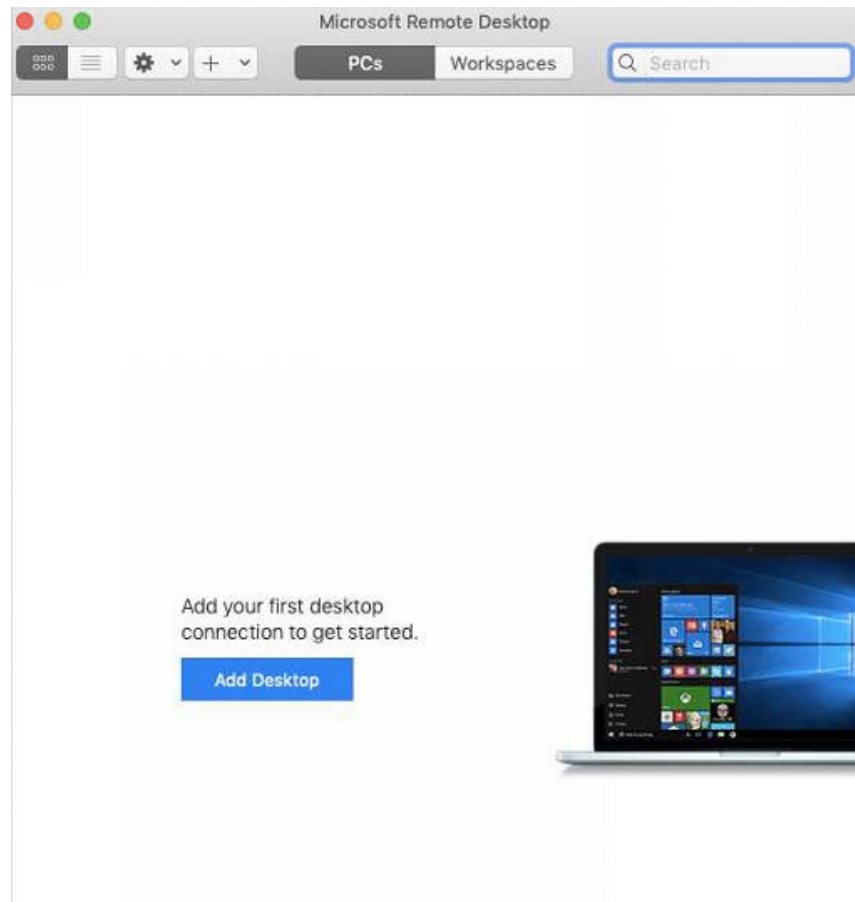 Microsoft Remote Desktop
PCs
Workspaces
Search
Add your first desktop
connection to get started.
Add Desktop